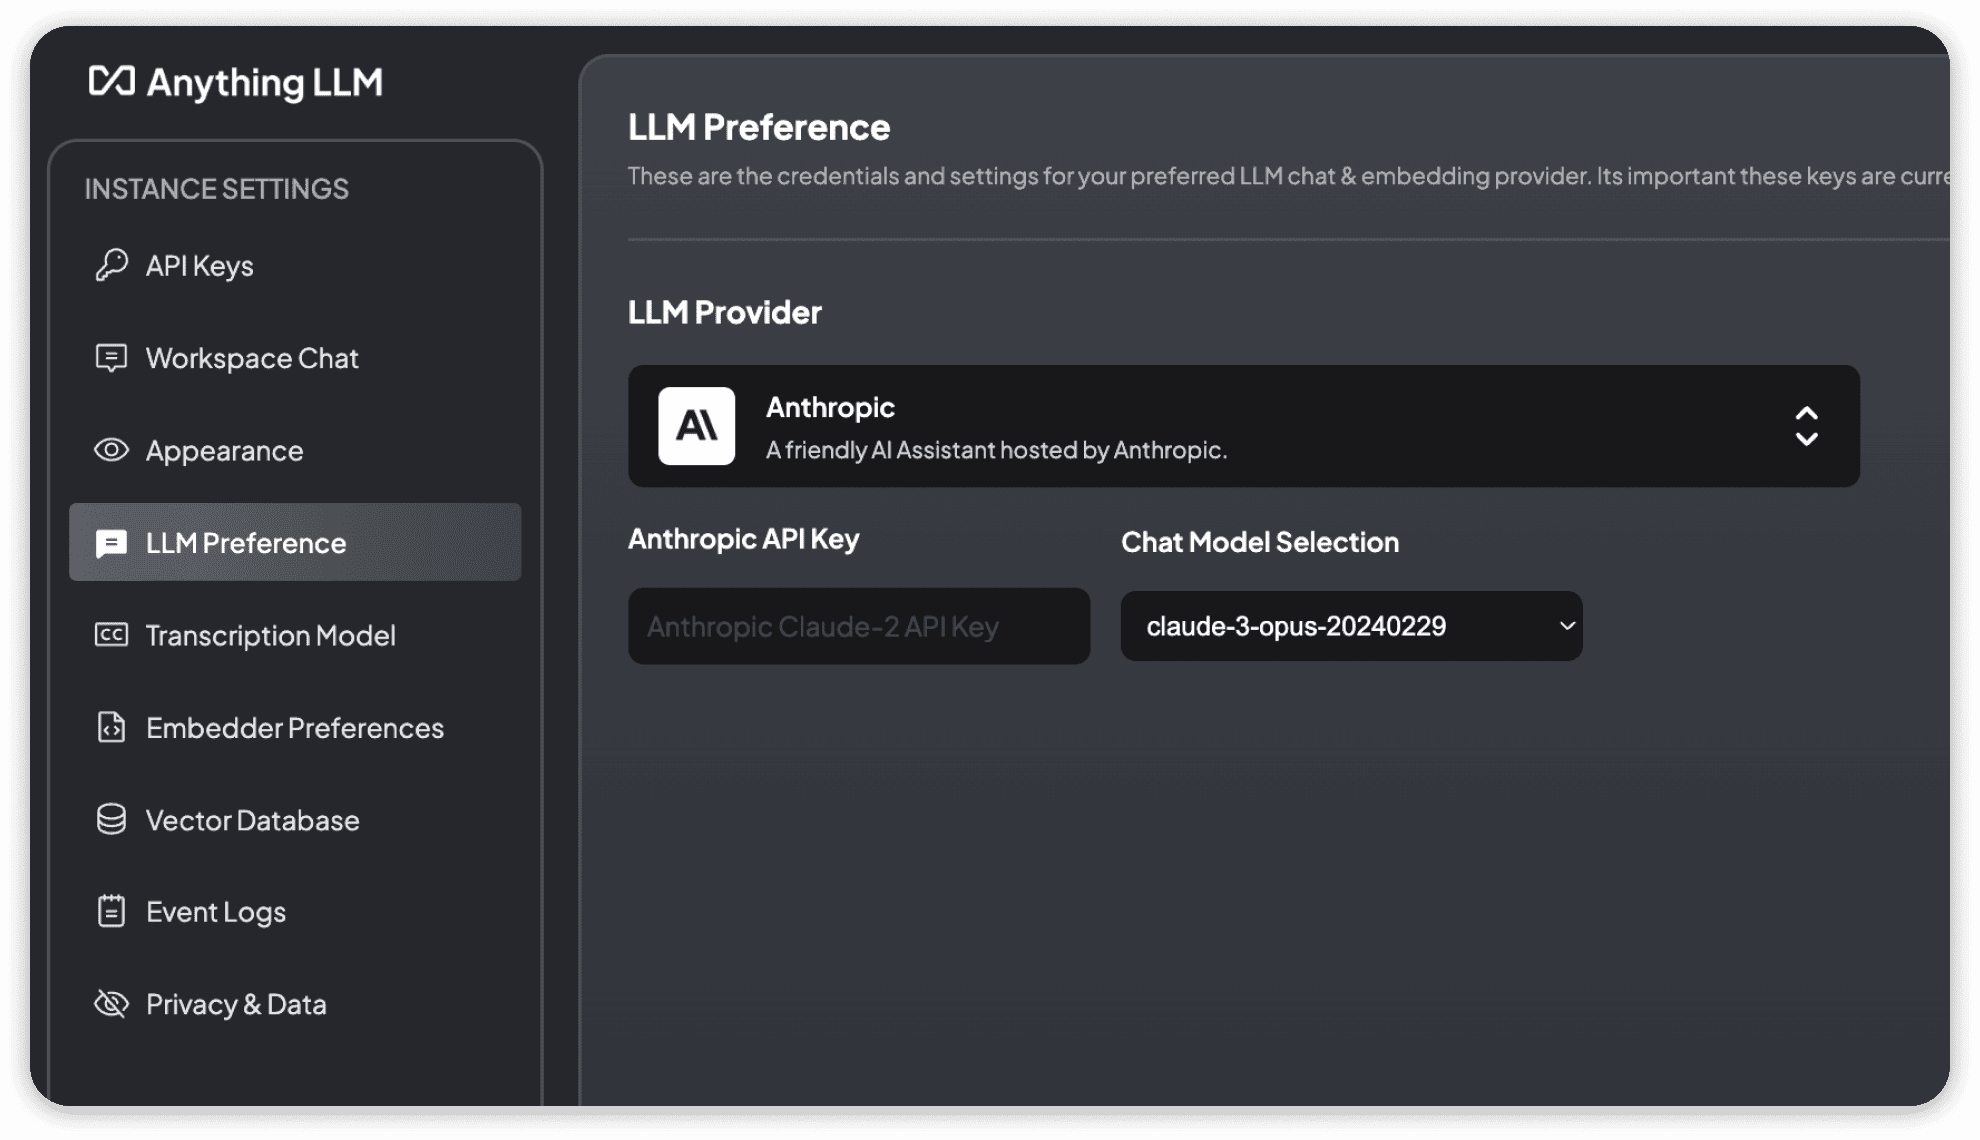 Anything LLM
INSTANCE SETTINGS
API Keys
Workspace Chat
Appearance
LLM Preference
Transcription Model
Embedder Preferences
Vector Database
Event Logs
Privacy & Data
LLM Preference
These are the credentials and settings for your preferred LLM chat & embedding provider. Its important these keys are curre
LLM Provider
Anthropic
A friendly AI Assistant hosted by Anthropic.
Anthropic API Key
Anthropic Claude-2 API Key
Chat Model Selection
claude-3-opus-20240229